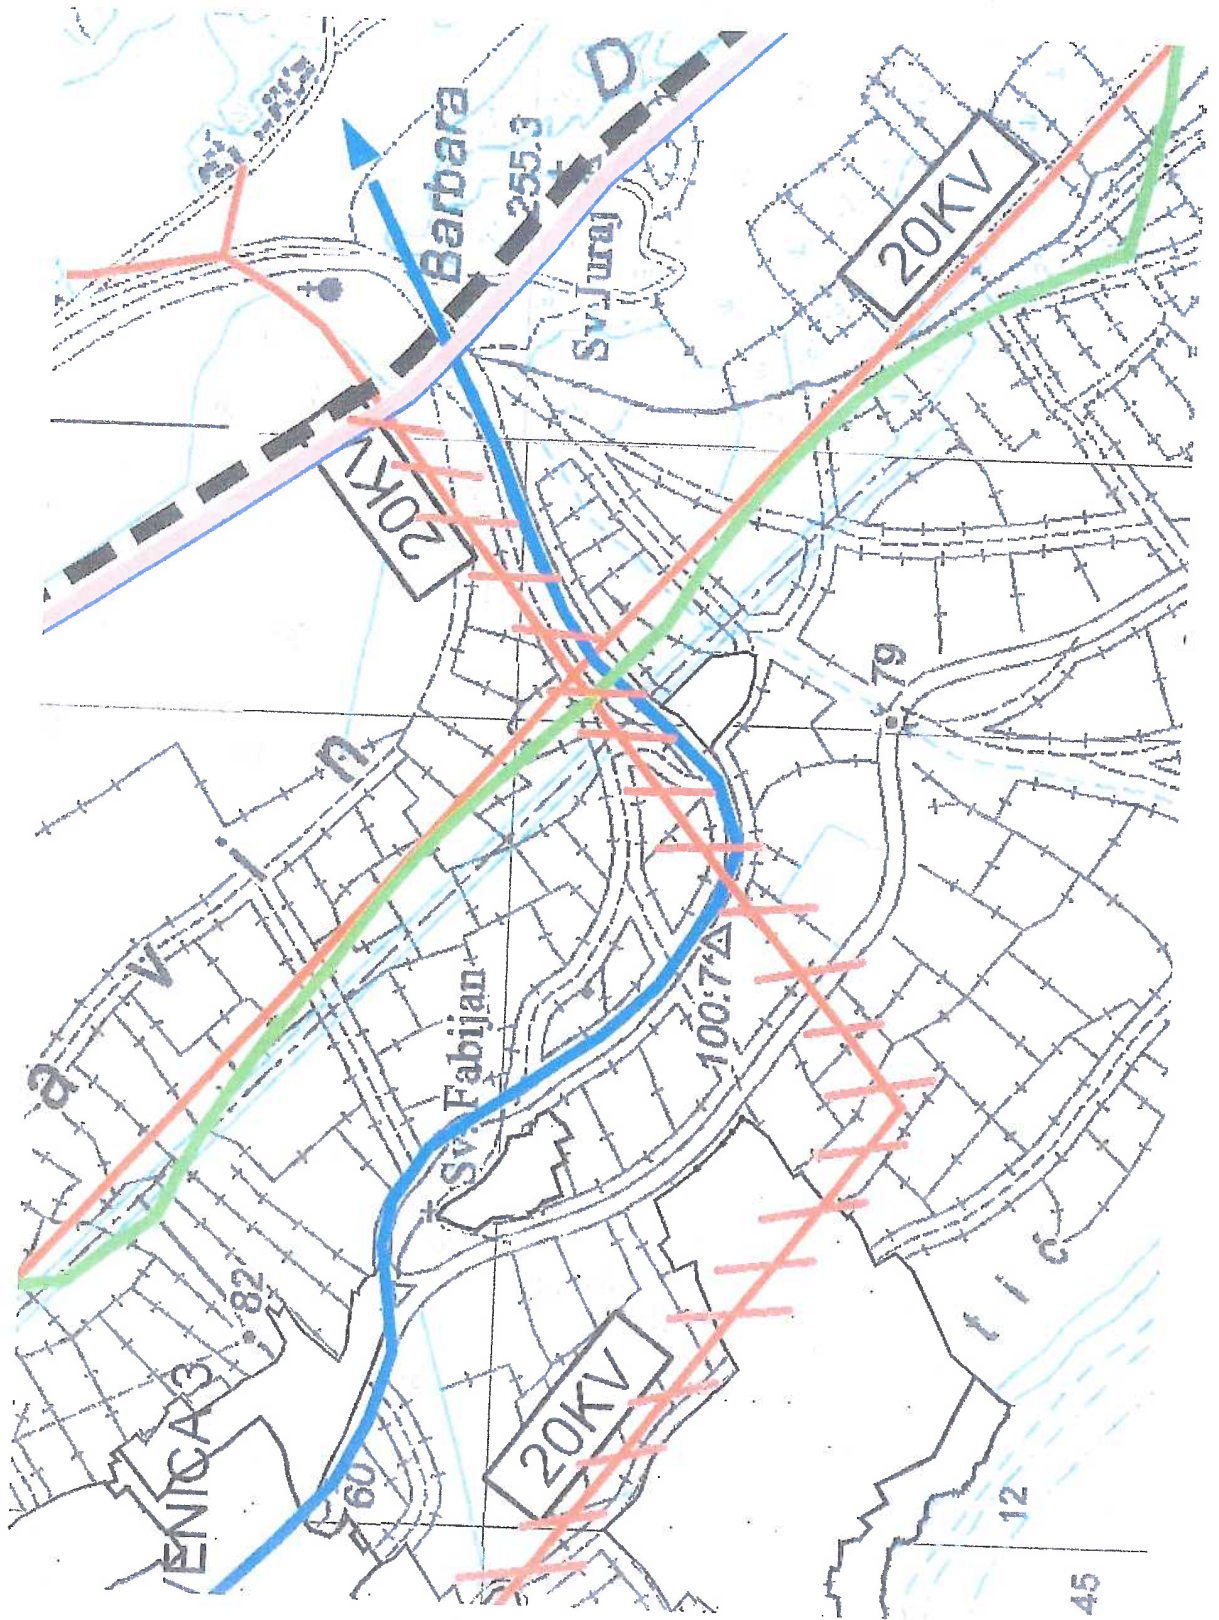 D
Barbara
255.3
Sv.Juraj
20KV
20KV
79
a v i n
Sv. Fabijan
100.7
82
ENICA 3
60
20KV
t i č
12
45